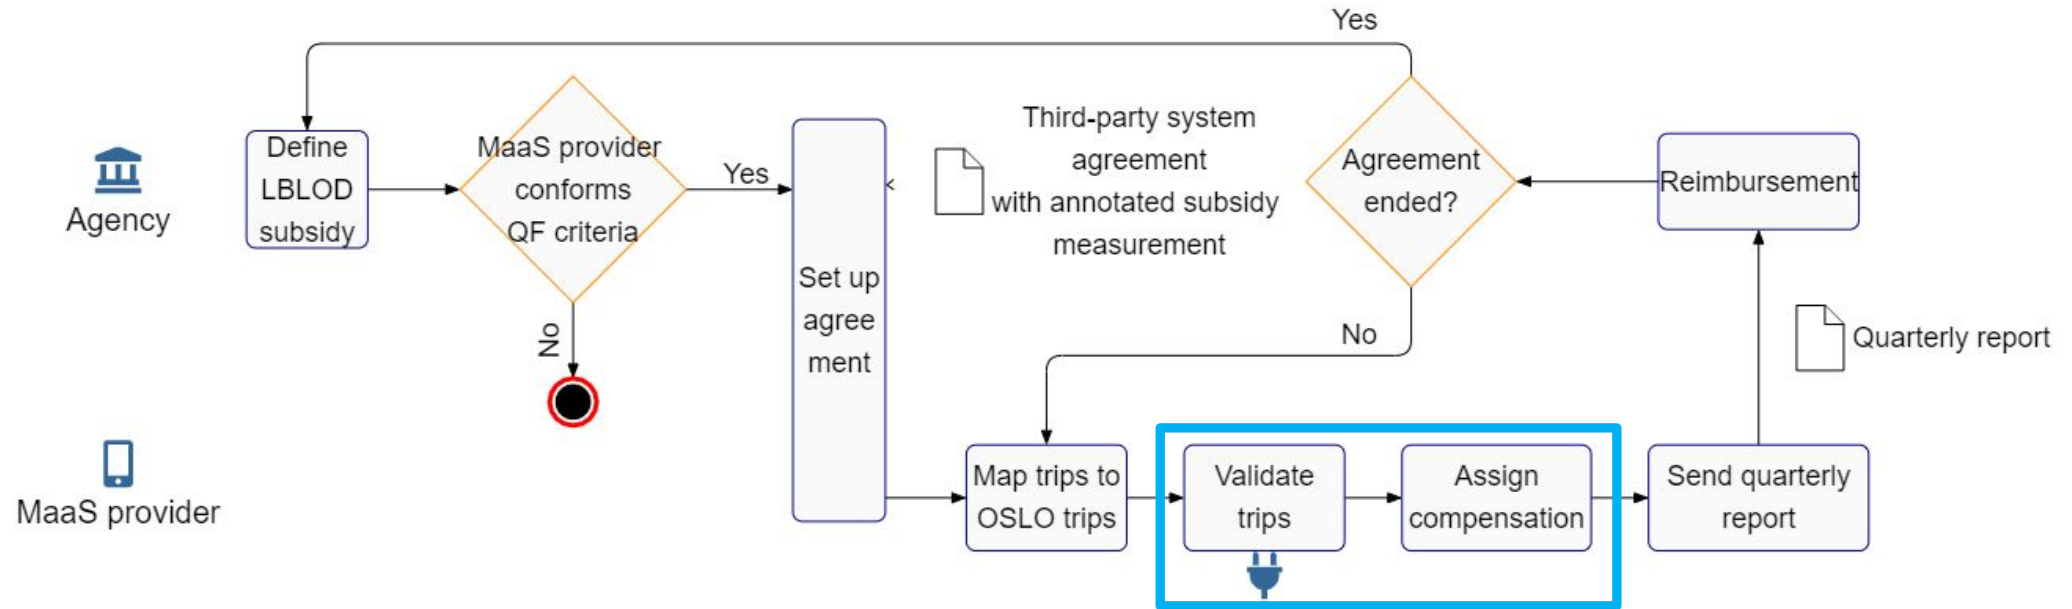 Yes
Agency
Define
LBLOD
subsidy
MaaS provider
conforms
QF criteria
Yes
No
Set up
agree
ment
Third-party system
agreement
with annotated subsidy
measurement
Agreement
ended?
No
Reimbursement
Quarterly report
MaaS provider
Map trips to
OSLO trips
Validate
trips
Assign
compensation
Send quarterly
report